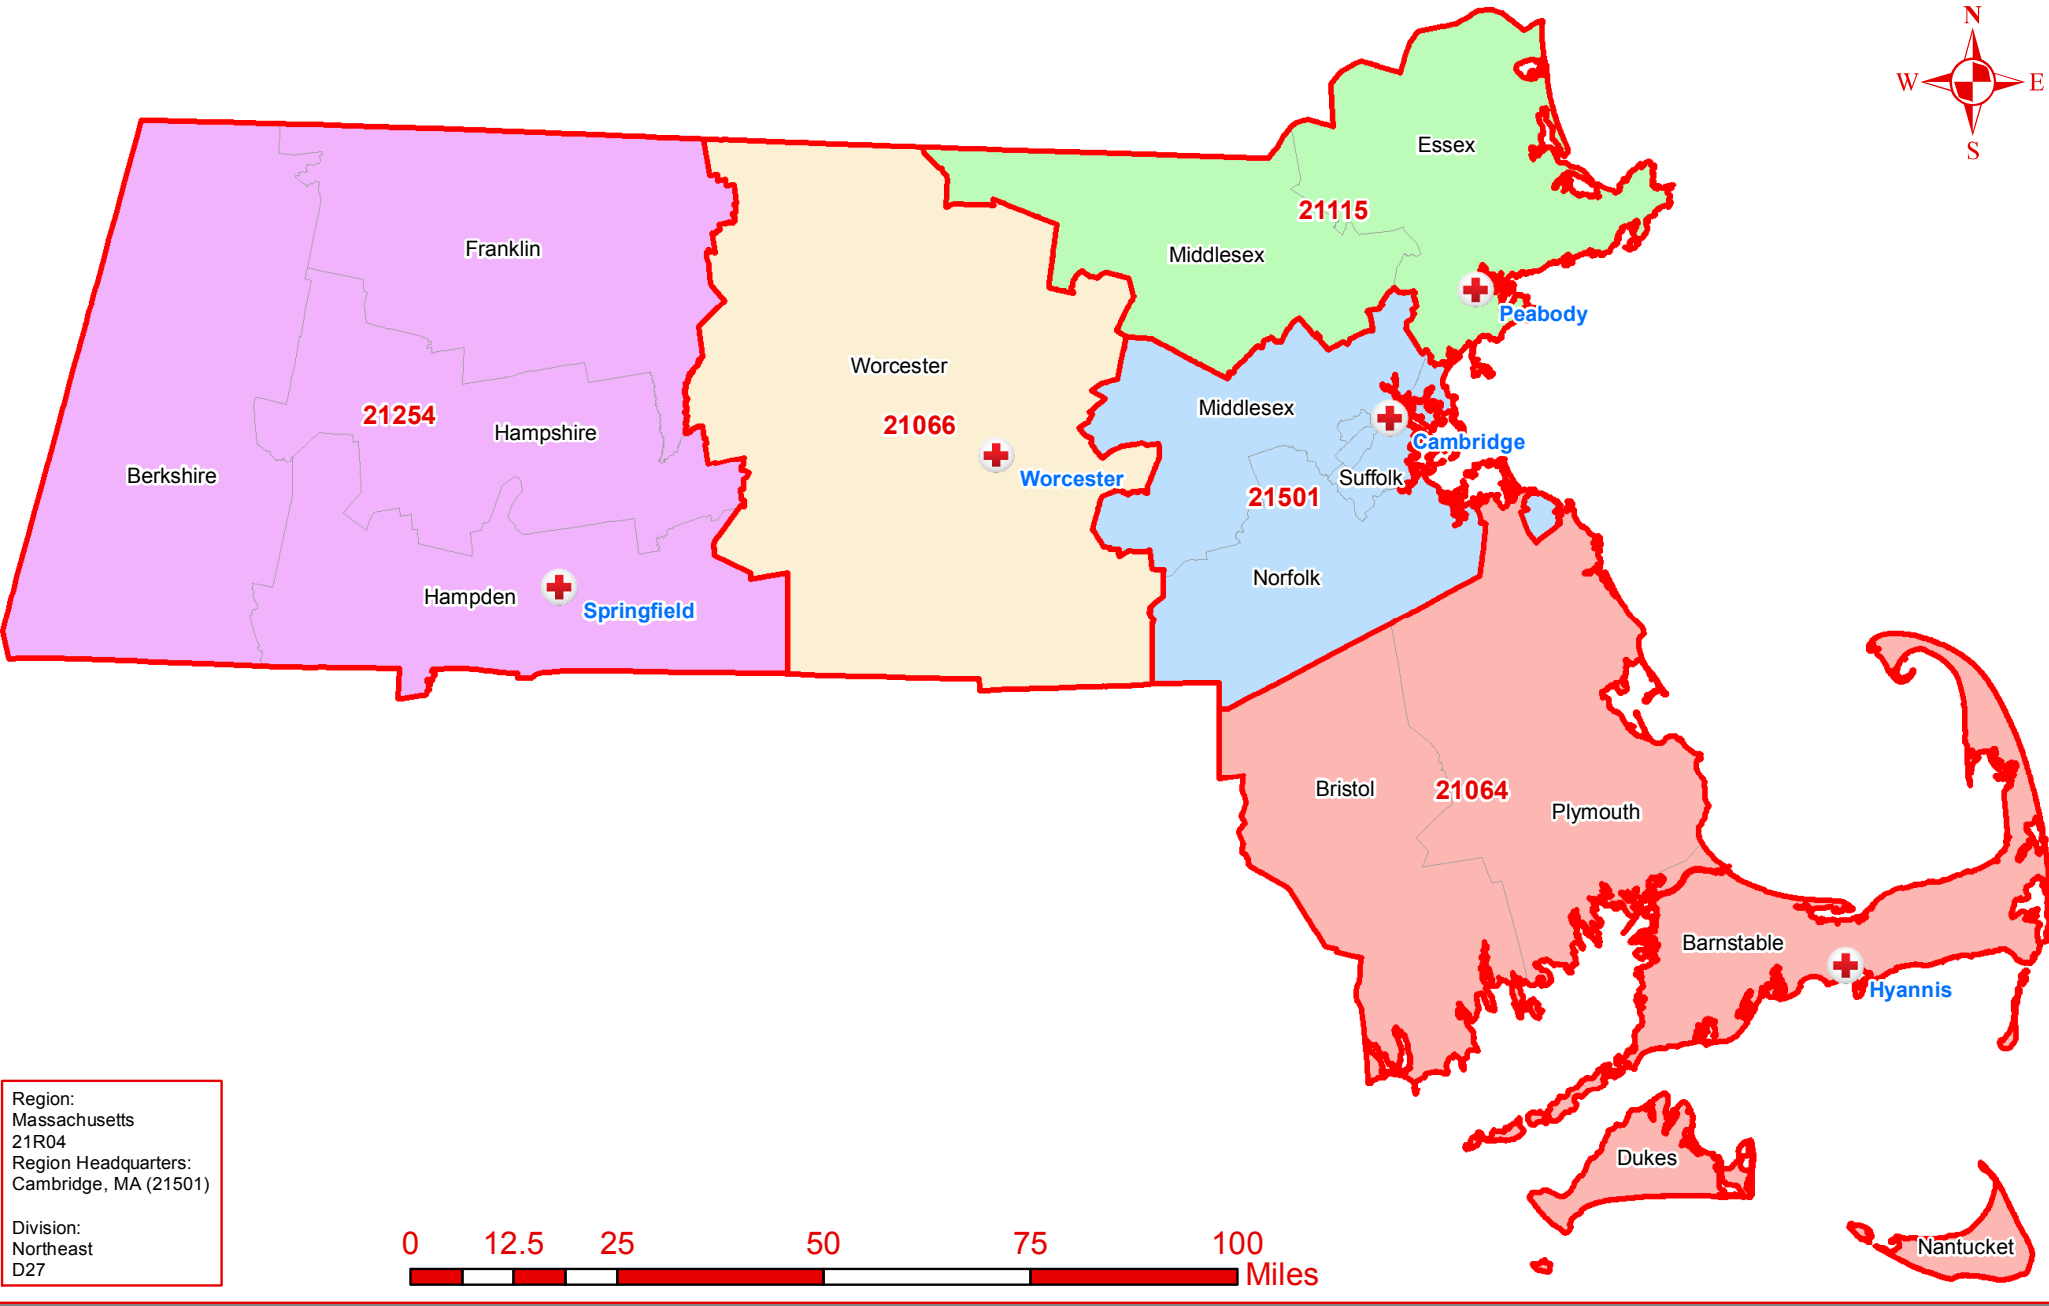 N
W
E
S
Essex
21115
Franklin
Middlesex
Peabody
Worcester
Middlesex
21254
21066
Hampshire
Cambridge
Berkshire
Worcester
Suffolk
21501
Norfolk
Hampden
Springfield
Bristol
21064
Plymouth
Barnstable
Hyannis
Dukes
Nantucket
Region:
Massachusetts
21R04
Region Headquarters:
Cambridge, MA (21501)
Division:
Northeast
D27
0 12.5 25 50 75 100
Miles